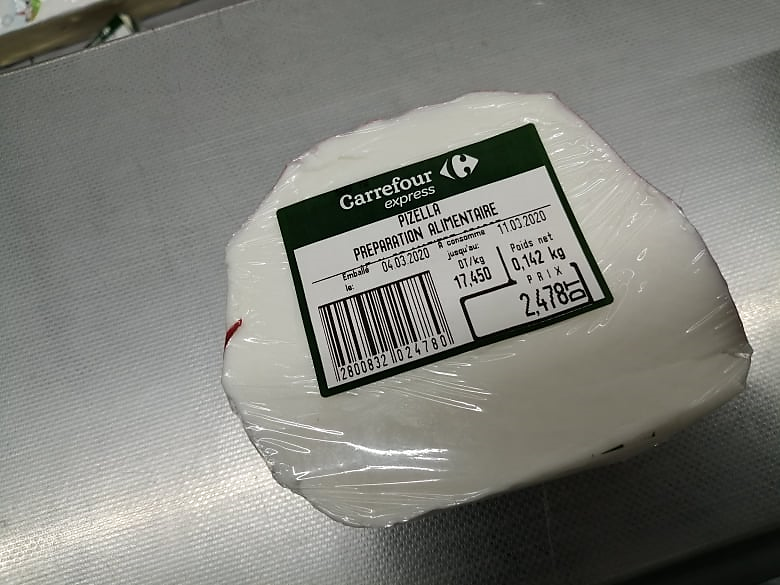 Carrefour
express
PIZELLA
PREPARATION ALIMENTAIRE
Emballé le: 04.03.2020
A consomme jusqu'au: 11.03.2020
DT/kg
17,450
Poids net
0,142 kg
PRIX
2,478 DT
2800832 024780